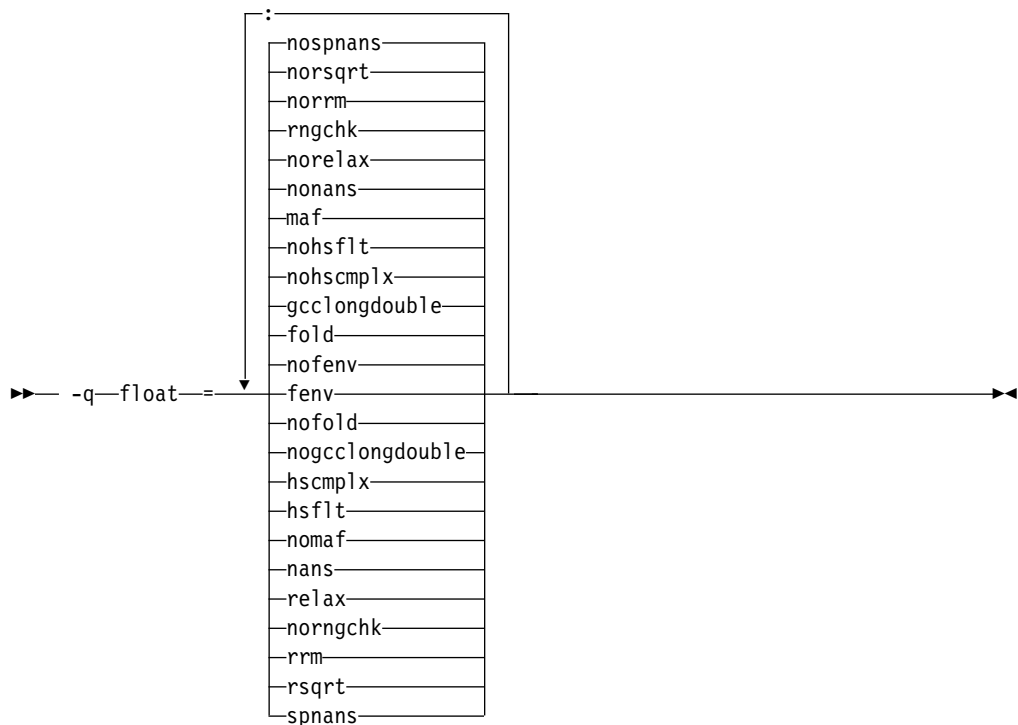 :
nospnans
norsqrt
norrm
rngchk
norelax
nonans
maf
nohsflt
nohscmplx
gcclongdouble
fold
nofenv
-q float = fenv
nofold
nogcclongdouble
hscmplx
hsflt
nomaf
nans
relax
norngchk
rrm
rsqrt
spnans